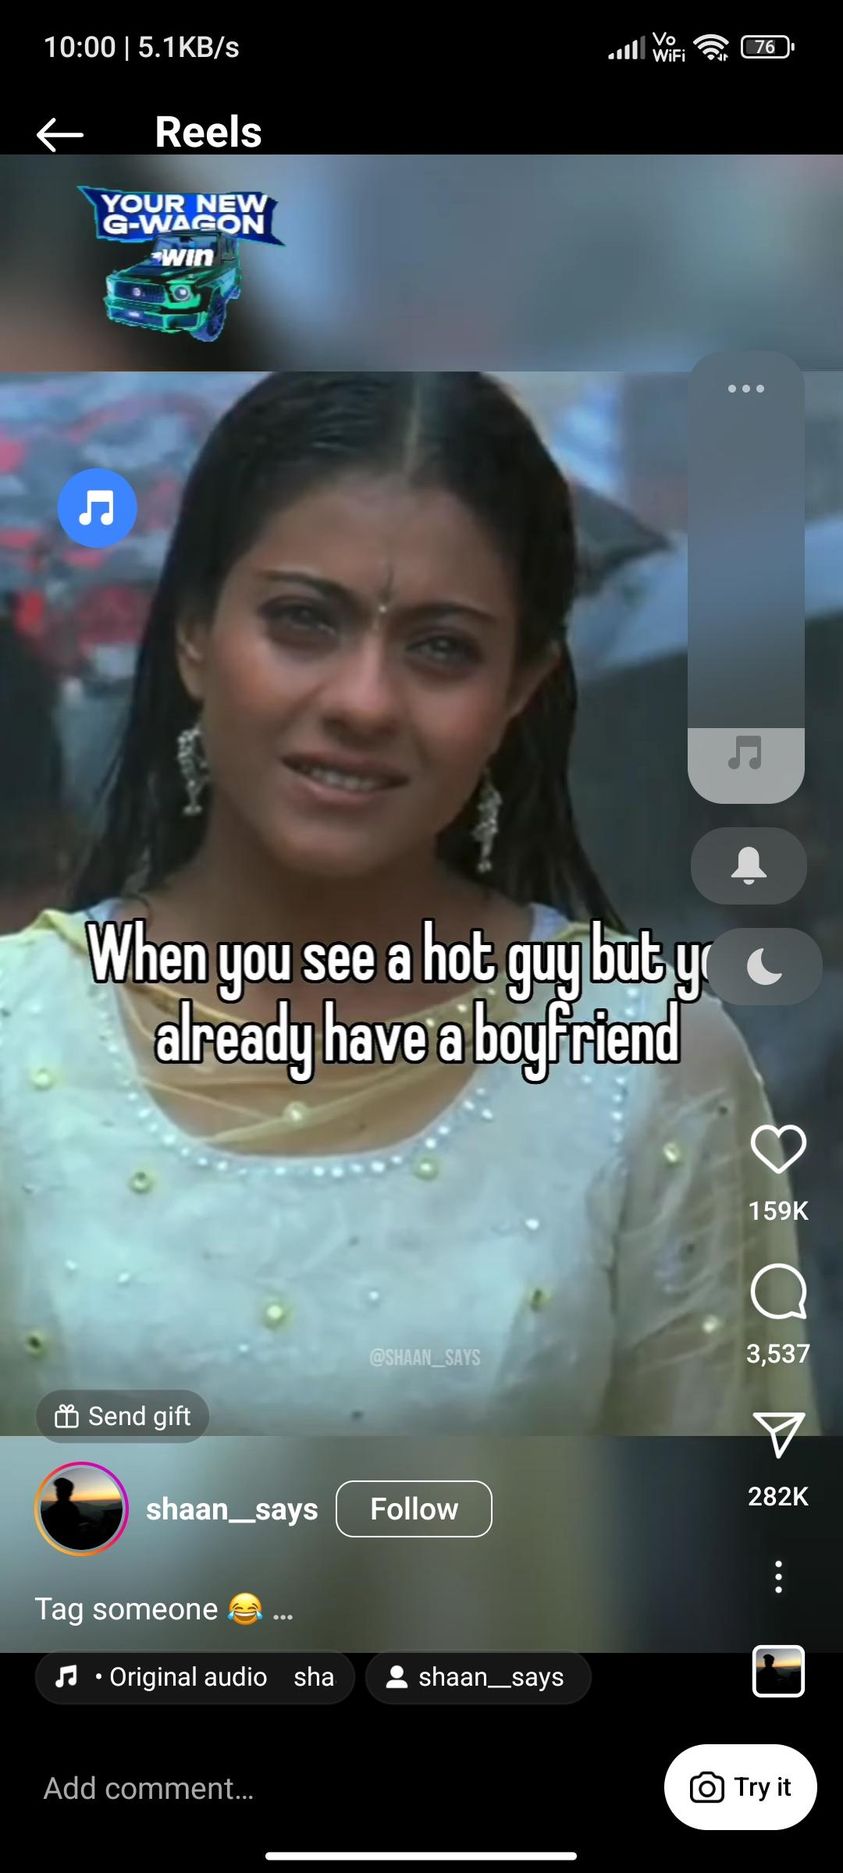 10:00 | 5.1KB/s
Vo
WiFi
76
Reels
YOUR NEW
G-WAGON
WIN
When you see a hot guy but
already have a boyfriend
159K
3,537
@SHAAN__SAYS
Send gift
282K
shaan__says
Follow
Tag someone 😂 ...
• Original audio sha
shaan__says
Add comment...
Try it